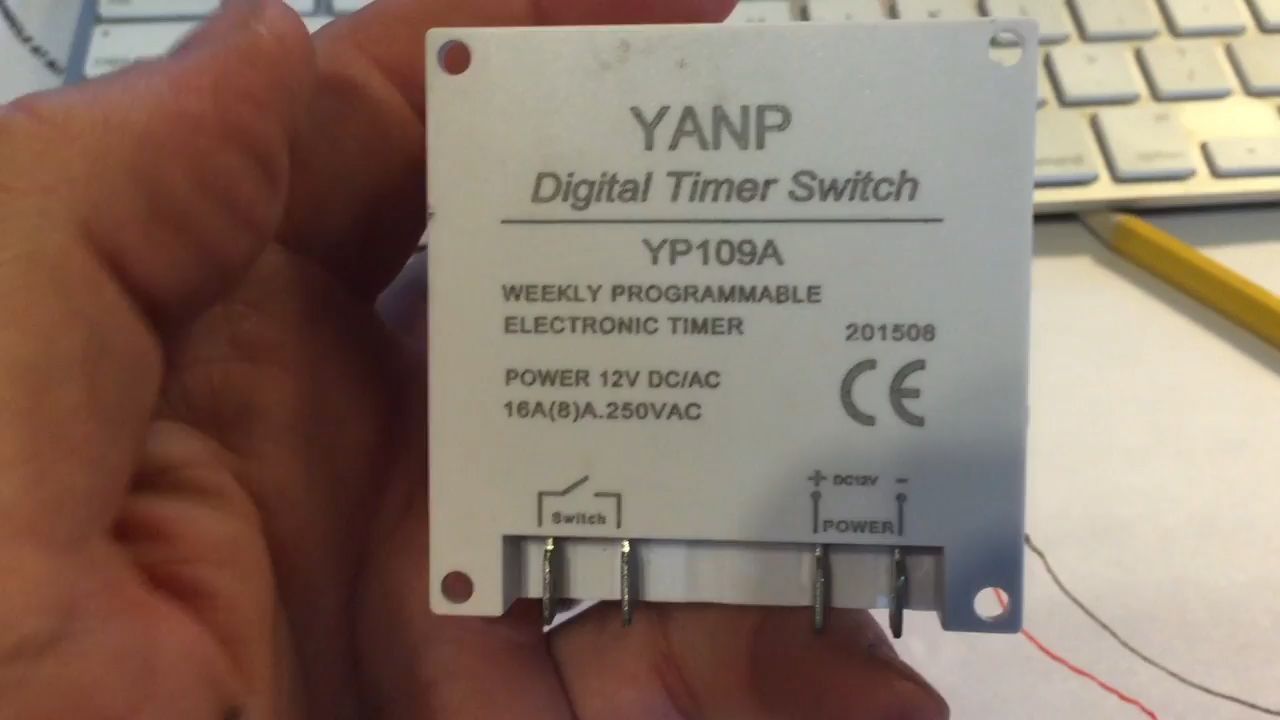 YANP
Digital Timer Switch
YP109A
WEEKLY PROGRAMMABLE
ELECTRONIC TIMER
201508
POWER 12V DC/AC
16A(8)A.250VAC
CE
+ DC12V -
Switch
POWER